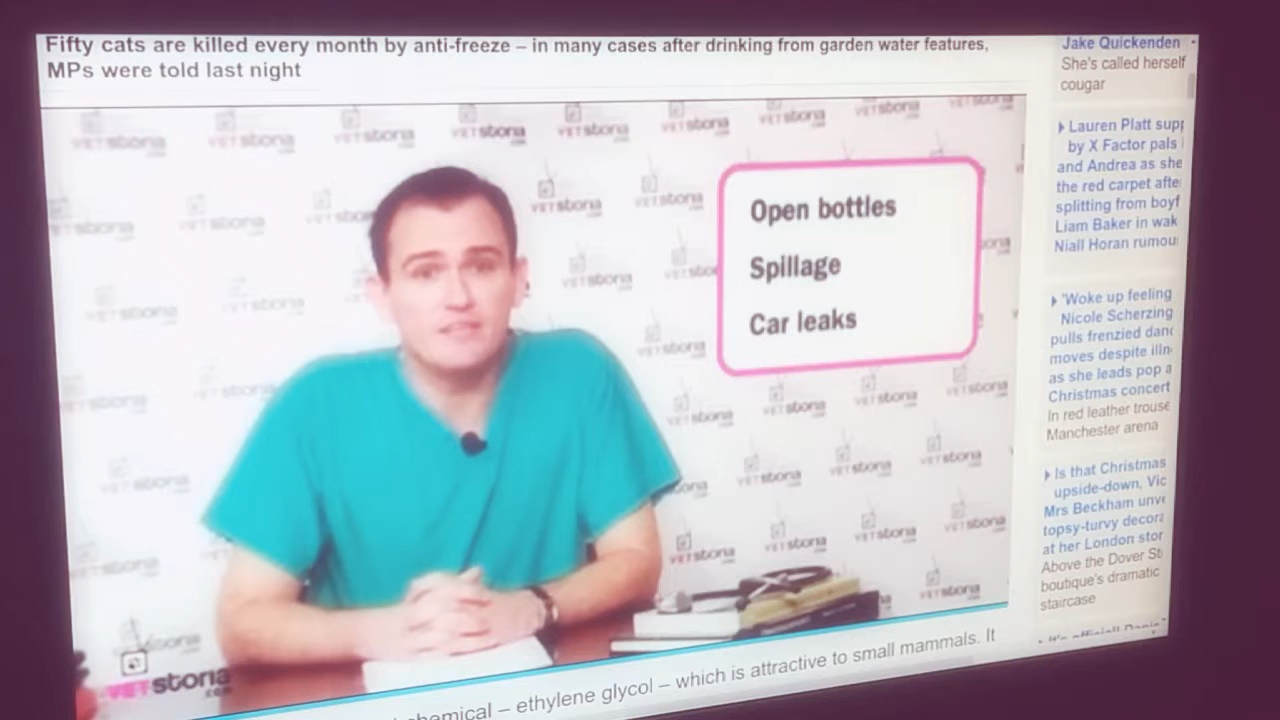 Fifty cats are killed every month by anti-freeze – in many cases after drinking from garden water features,
MPs were told last night
Open bottles
Spillage
Car leaks
VETstoria
.com
chemical – ethylene glycol – which is attractive to small mammals. It
Jake Quickenden
She's called herself
cougar
Lauren Platt
by X Factor pals
and Andrea as she
the red carpet
splitting from
Liam Baker in
Niall Horan
'Woke up feeling
Nicole
pulls frenzied
moves despite
as she leads pop
Christmas concert
In red leather
Manchester arena
Is that Christmas
upside-down,
Mrs Beckham
topsy-turvy
at her London
Above the Dover
boutique's dramatic
staircase